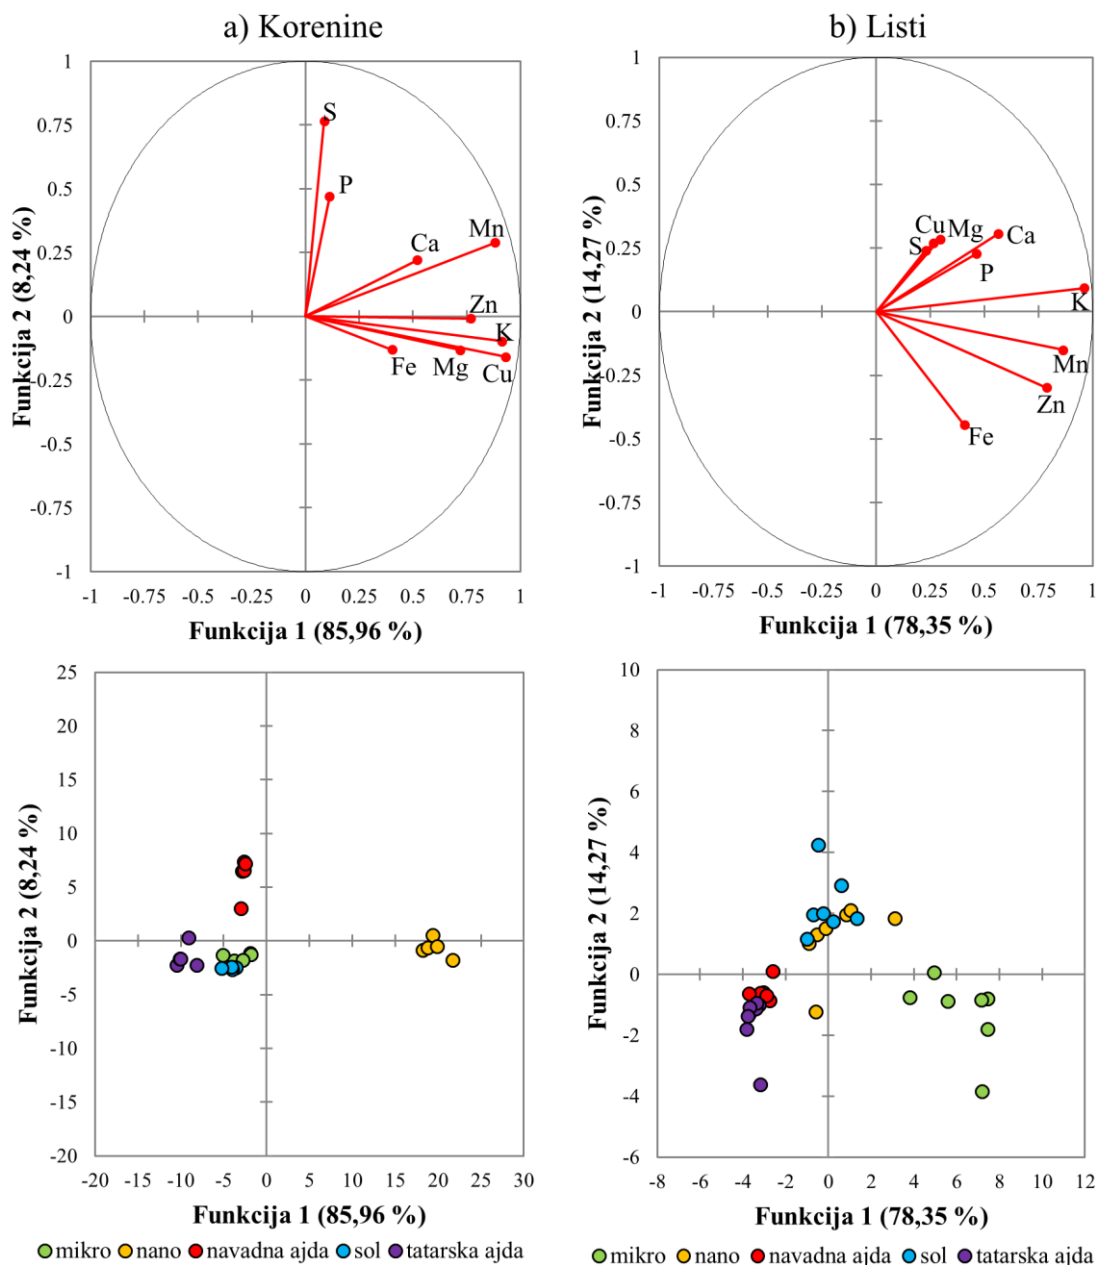 a) Korenine
b) Listi
1
0.75
0.5
0.25
0
-0.25
-0.5
-0.75
-1
S
P
Ca
Mn
Zn
K
Fe
Mg
Cu
-1 -0.75 -0.5 -0.25 0 0.25 0.5 0.75 1
Funkcija 2 (8,24 %)
Funkcija 1 (85,96 %)
1
0.75
0.5
0.25
0
-0.25
-0.5
-0.75
-1
Cu Mg
S
Ca
P
K
Mn
Zn
Fe
-1 -0.75 -0.5 -0.25 0 0.25 0.5 0.75 1
Funkcija 2 (14,27 %)
Funkcija 1 (78,35 %)
25
20
15
10
5
0
-5
-10
-15
-20
-20 -15 -10 -5 0 5 10 15 20 25 30
Funkcija 2 (8,24 %)
Funkcija 1 (85,96 %)
mikro nano navadna ajda sol tatarska ajda
10
8
6
4
2
0
-2
-4
-6
-8 -6 -4 -2 0 2 4 6 8 10 12
Funkcija 2 (14,27 %)
Funkcija 1 (78,35 %)
mikro nano navadna ajda sol tatarska ajda